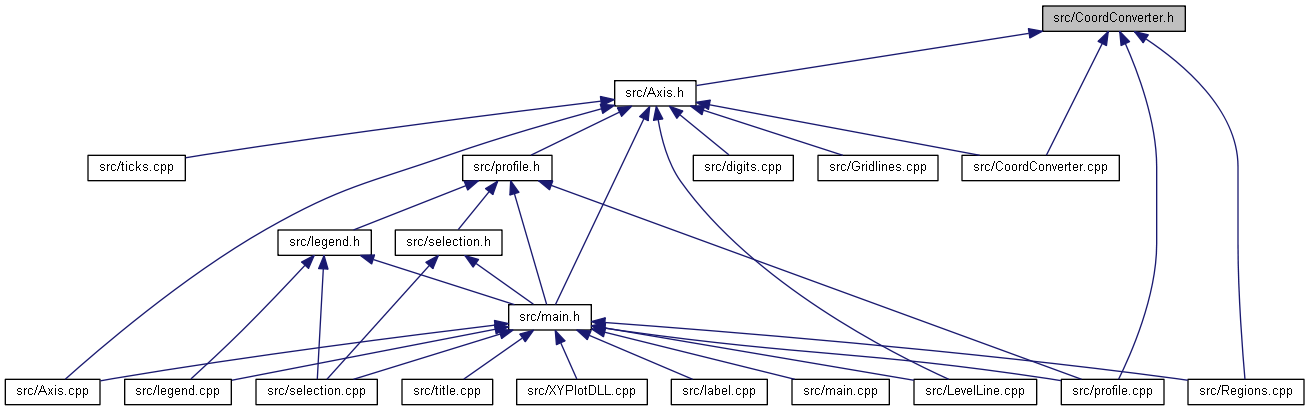 src/CoordConverter.h
src/Axis.h
src/ticks.cpp
src/profile.h
src/digits.cpp
src/Gridlines.cpp
src/CoordConverter.cpp
src/legend.h
src/selection.h
src/main.h
src/Axis.cpp
src/legend.cpp
src/selection.cpp
src/title.cpp
src/XYPlotDLL.cpp
src/label.cpp
src/main.cpp
src/LevelLine.cpp
src/profile.cpp
src/Regions.cpp